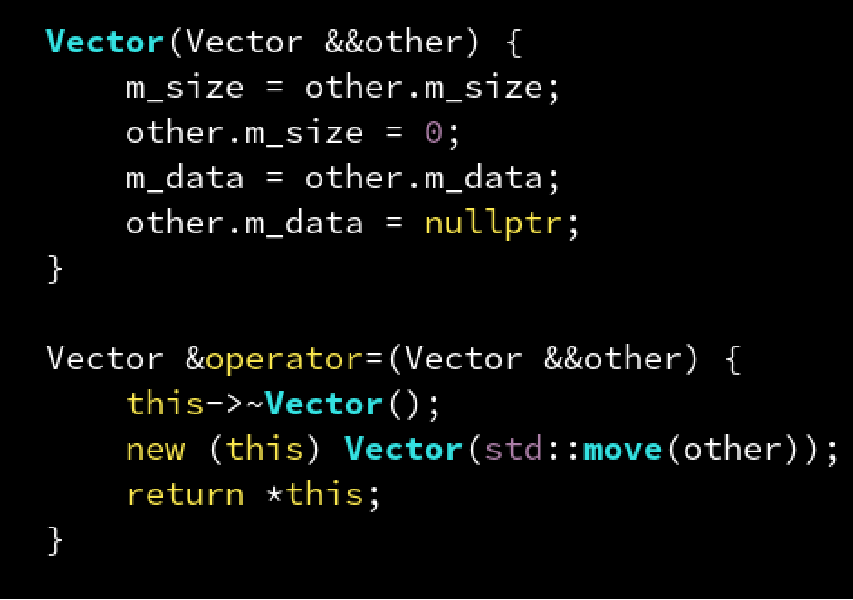 Vector(Vector &&other) {
    m_size = other.m_size;
    other.m_size = 0;
    m_data = other.m_data;
    other.m_data = nullptr;
}

Vector &operator=(Vector &&other) {
    this->~Vector();
    new (this) Vector(std::move(other));
    return *this;
}